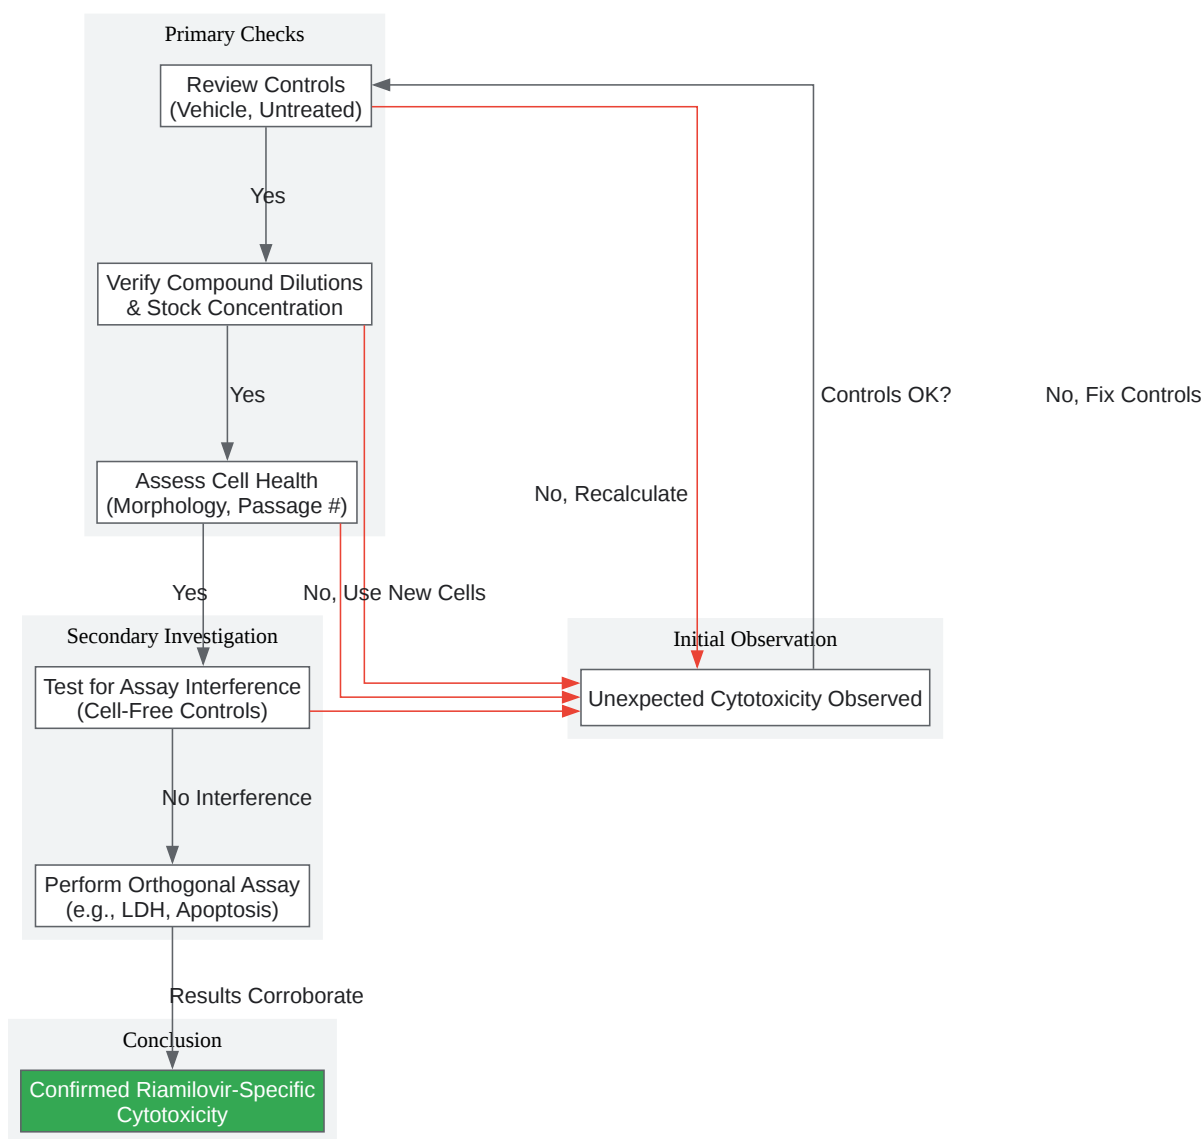 Primary Checks
Review Controls
(Vehicle, Untreated)
Yes
Verify Compound Dilutions
& Stock Concentration
Yes
Controls OK?
No, Fix Controls
Assess Cell Health
(Morphology, Passage #)
No, Recalculate
Yes
No, Use New Cells
Secondary Investigation
Initial Observation
Test for Assay Interference
(Cell-Free Controls)
Unexpected Cytotoxicity Observed
No Interference
Perform Orthogonal Assay
(e.g., LDH, Apoptosis)
Results Corroborate
Conclusion
Confirmed Riamilovir-Specific
Cytotoxicity